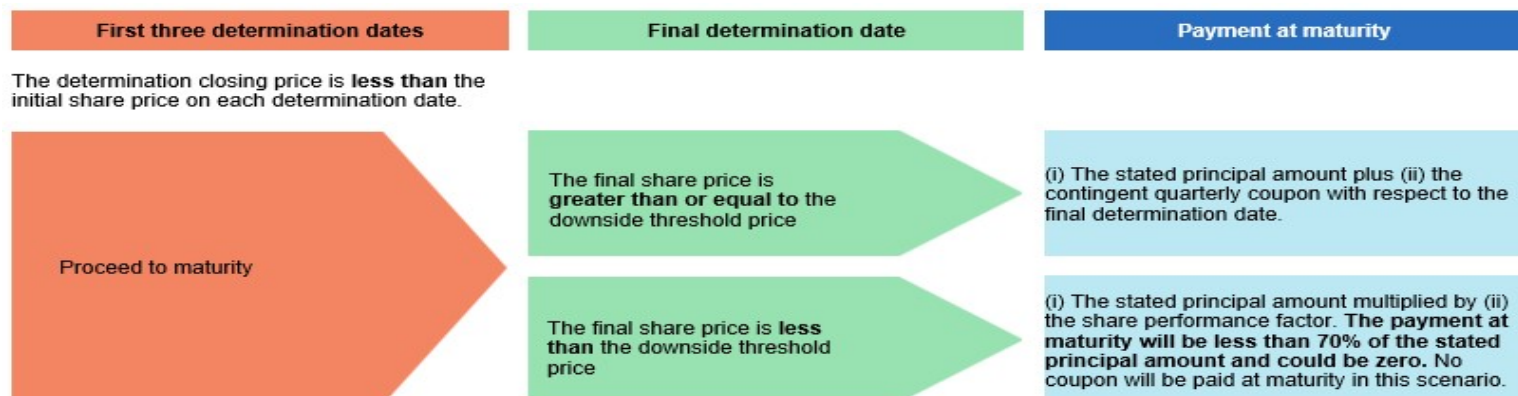 First three determination dates
Final determination date
Payment at maturity
The determination closing price is less than the
initial share price on each determination date.
Proceed to maturity
The final share price is
greater than or equal to the
downside threshold price
(i) The stated principal amount plus (ii) the
contingent quarterly coupon with respect to the
final determination date.
The final share price is less
than the downside threshold
price
(i) The stated principal amount multiplied by (ii)
the share performance factor. The payment at
maturity will be less than 70% of the stated
principal amount and could be zero. No
coupon will be paid at maturity in this scenario.